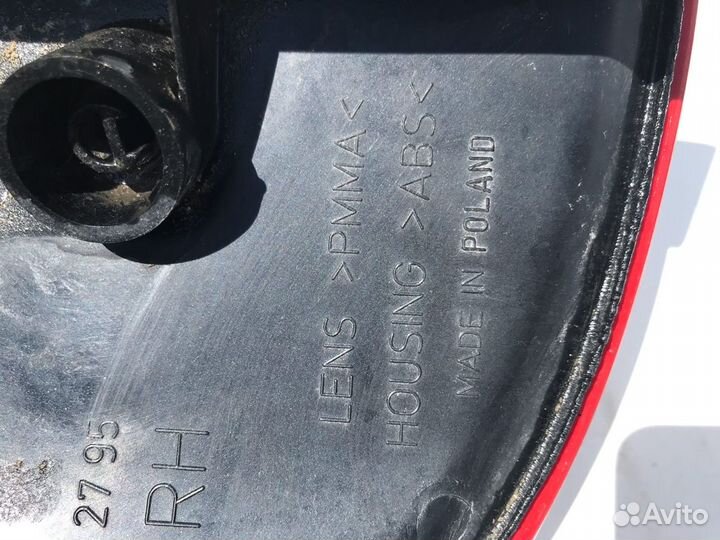 LENS >PMMA<
HOUSING >ABS<
MADE IN POLAND
27 95
RH
Avito